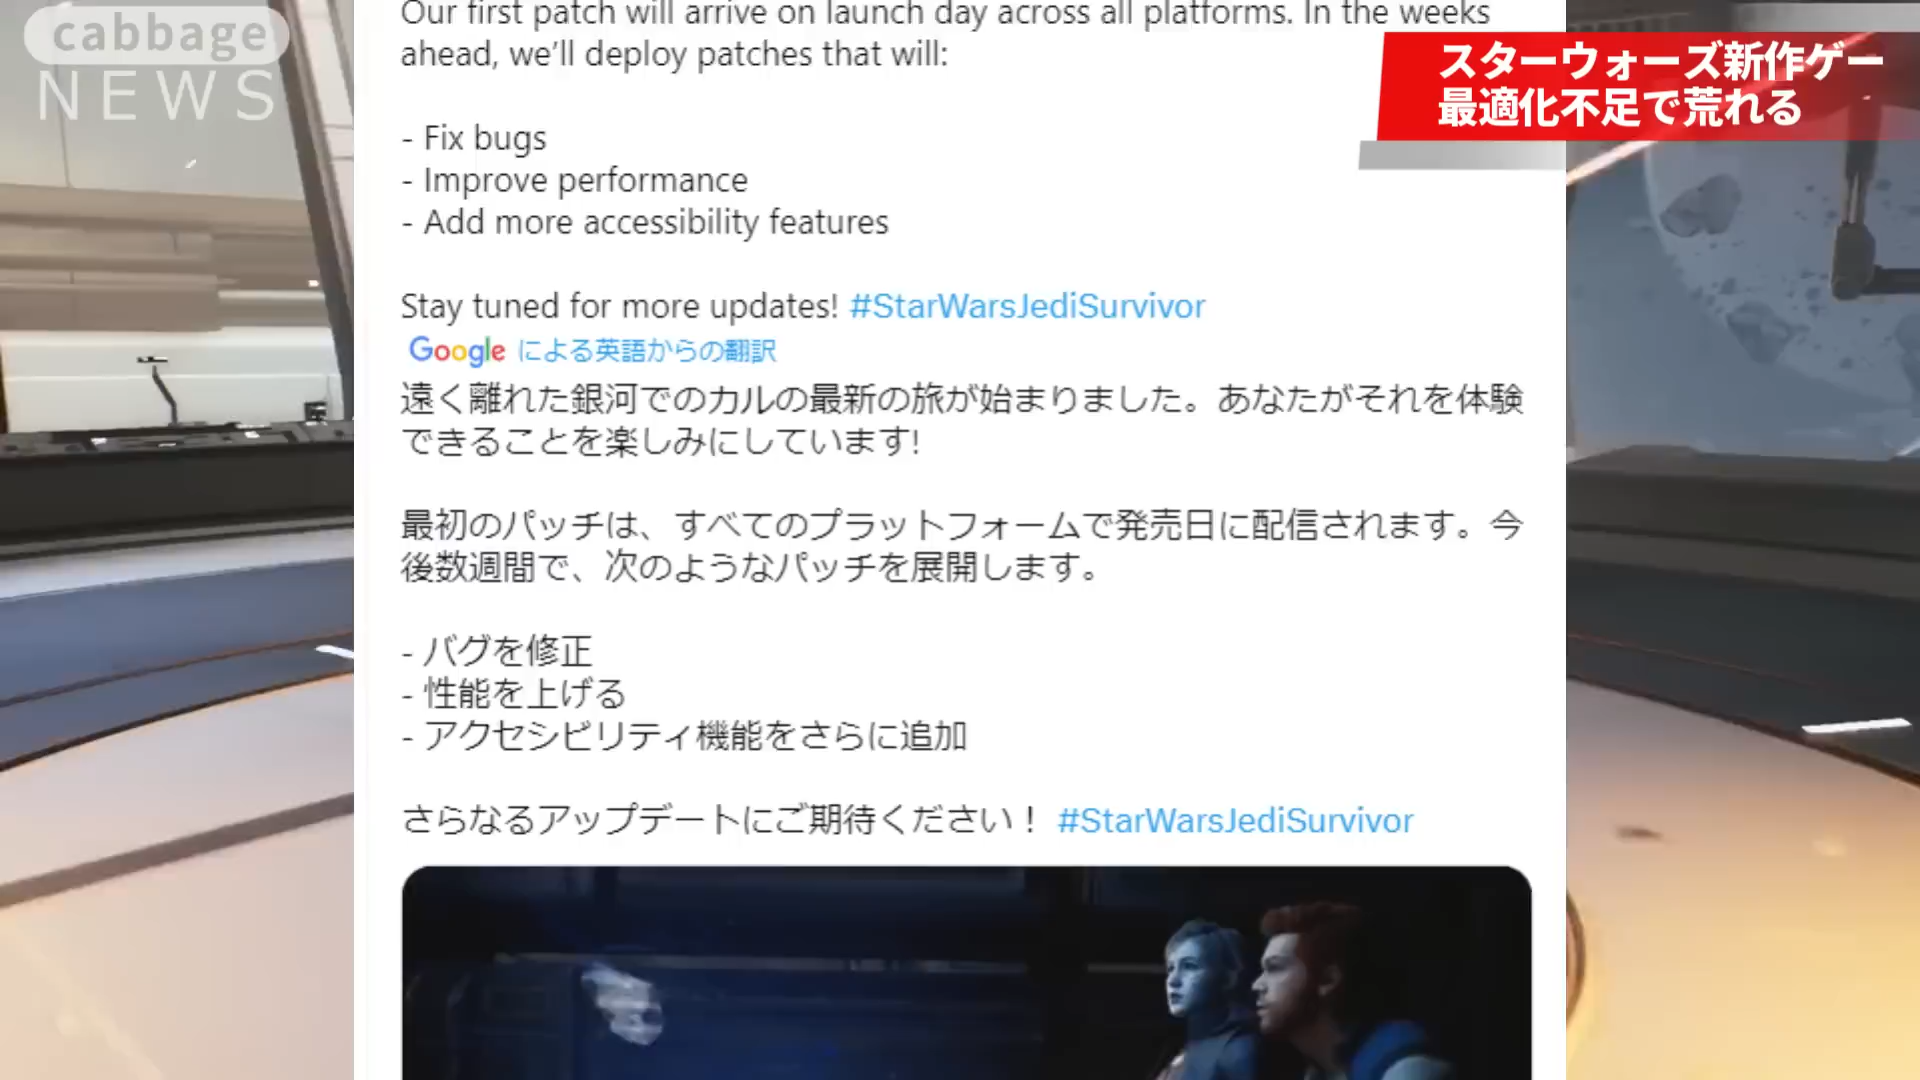 cabbage
NEWS
スターウォーズ新作ゲー
最適化不足で荒れる
Our first patch will arrive on launch day across all platforms. In the weeks
ahead, we’ll deploy patches that will:
- Fix bugs
- Improve performance
- Add more accessibility features
Stay tuned for more updates! #StarWarsJediSurvivor
Google による英語からの翻訳
遠く離れた銀河でのカルの最新の旅が始まりました。あなたがそれを体験
できることを楽しみにしています!
最初のパッチは、すべてのプラットフォームで発売日に配信されます。今
後数週間で、次のようなパッチを展開します。
- バグを修正
- 性能を上げる
- アクセシビリティ機能をさらに追加
さらなるアップデートにご期待ください！ #StarWarsJediSurvivor